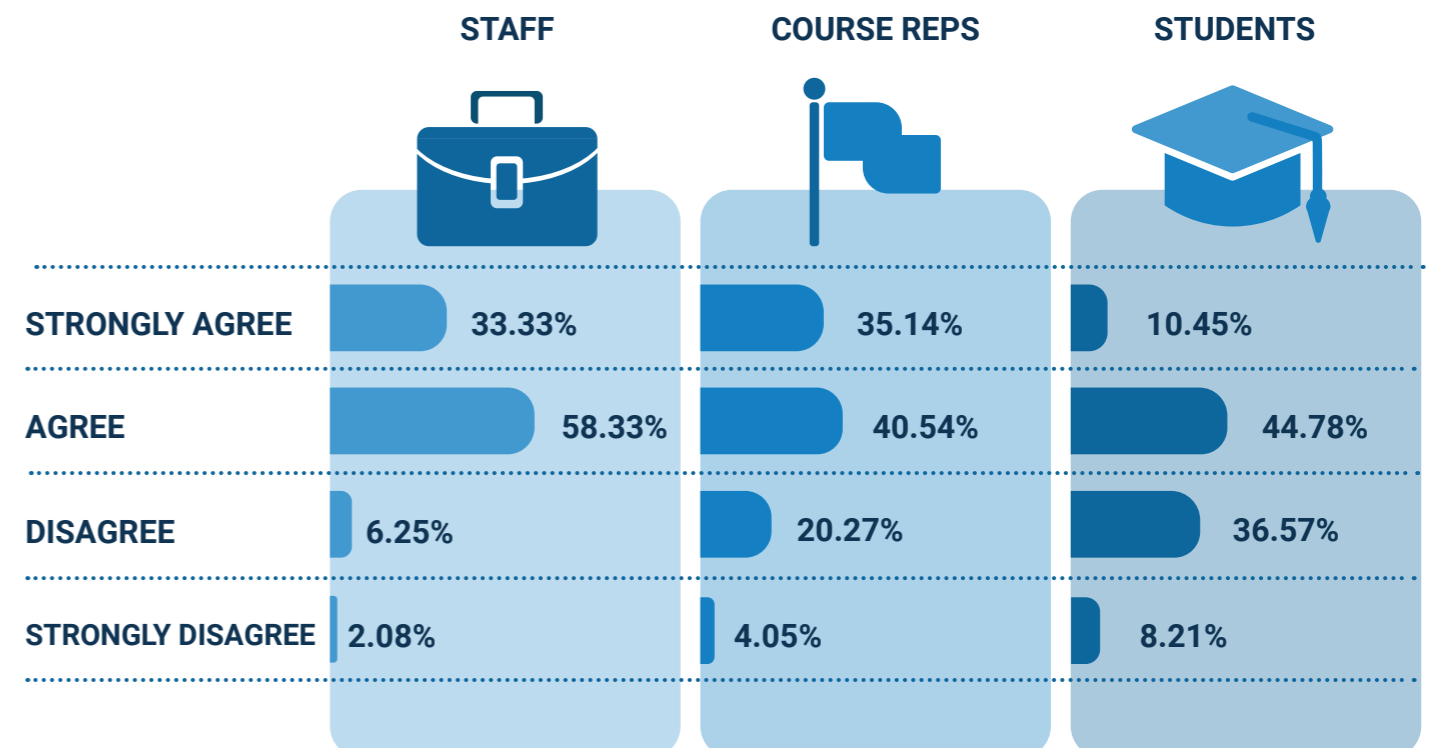 STAFF COURSE REPS STUDENTS
STRONGLY AGREE 33.33% 35.14% 10.45%
AGREE 58.33% 40.54% 44.78%
DISAGREE 6.25% 20.27% 36.57%
STRONGLY DISAGREE 2.08% 4.05% 8.21%